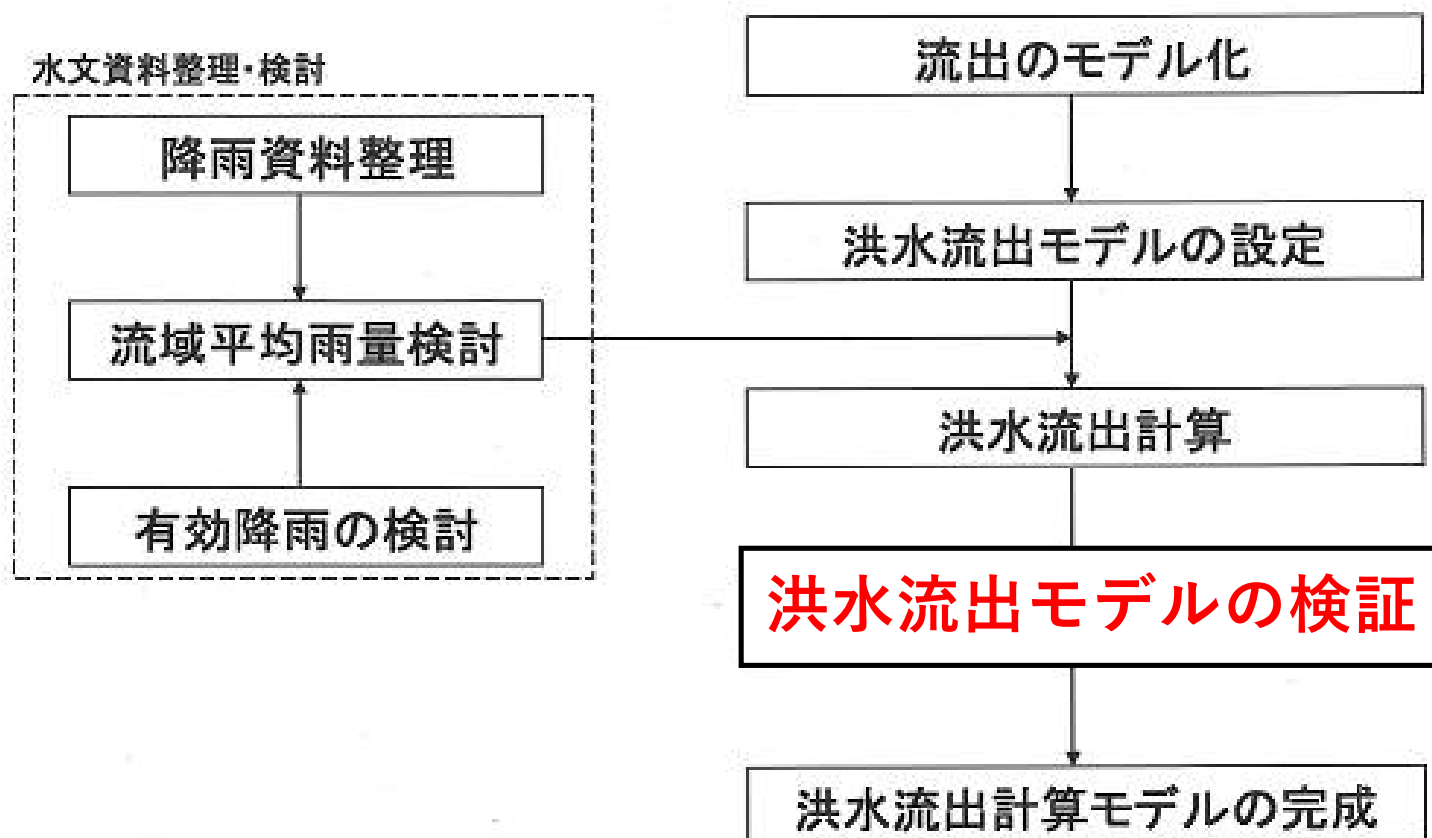 水文資料整理・検討
降雨資料整理
流域平均雨量検討
有効降雨の検討
流出のモデル化
洪水流出モデルの設定
洪水流出計算
洪水流出モデルの検証
洪水流出計算モデルの完成